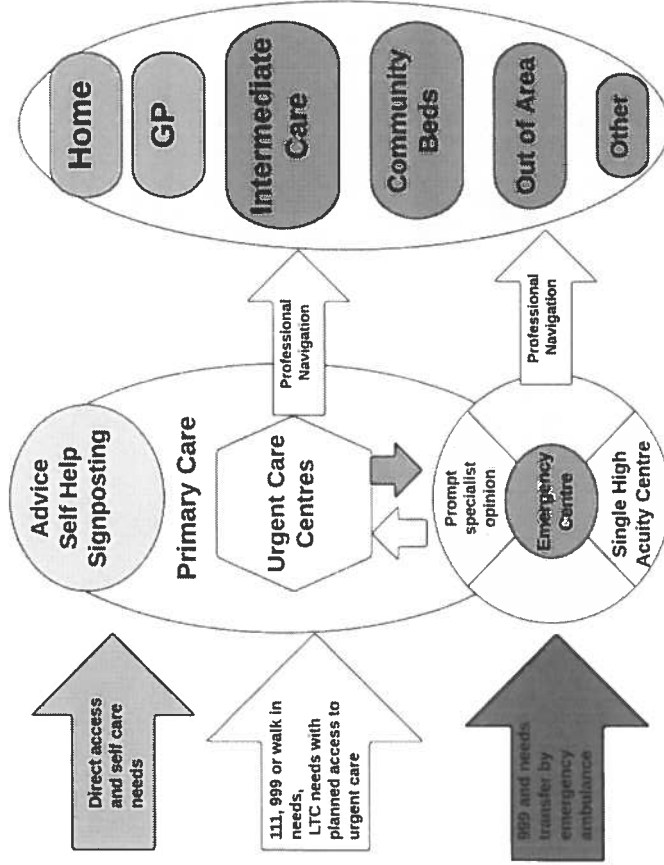 Direct access
and self care
needs
111, 999 or walk in
needs,
LTC needs with
planned access to
urgent care
999 and needs
transfer by
emergency
ambulance
Advice
Self Help
Signposting
Primary Care
Urgent Care
Centres
Prompt
specialist
opinion
Emergency
Centre
Single High
Acuity Centre
Professional
Navigation
Professional
Navigation
Home
GP
Intermediate
Care
Community
Beds
Out of Area
Other